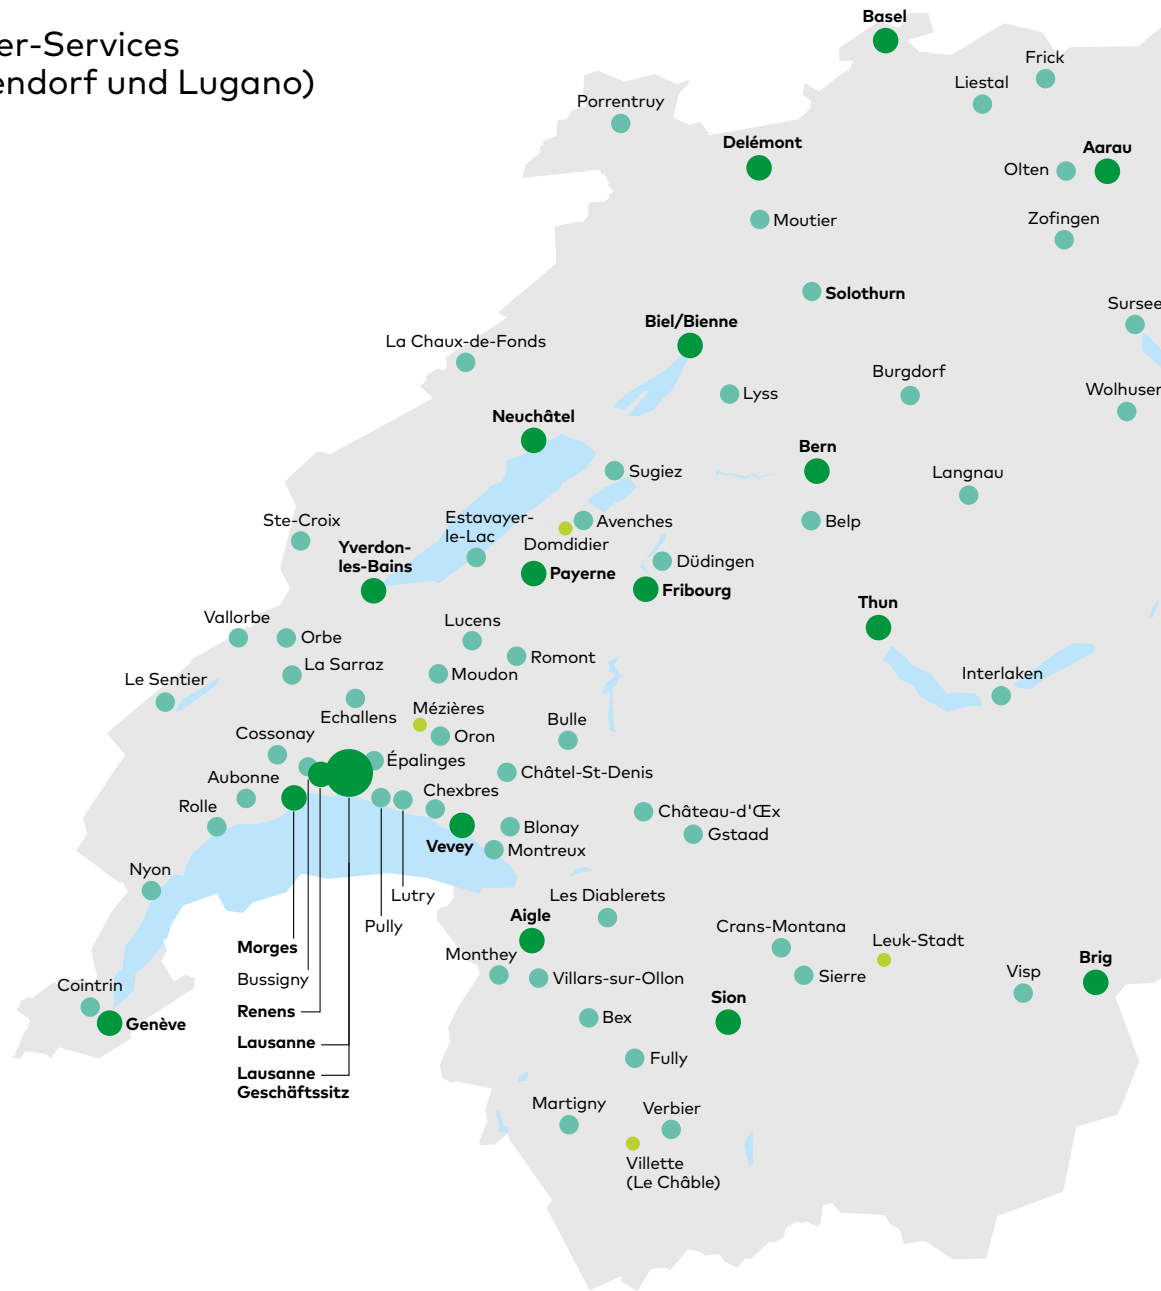 er-Services
endorf und Lugano)
Basel
Frick
Liestal
Porrentruy
Delémont
Aarau
Olten
Moutier
Zofingen
Solothurn
Sursee
Biel/Bienne
La Chaux-de-Fonds
Burgdorf
Lyss
Wolhusen
Neuchâtel
Bern
Sugiez
Langnau
Estavayer-
le-Lac
Ste-Croix
Avenches
Belp
Domdidier
Yverdon-
les-Bains
Düdingen
Payerne
Fribourg
Thun
Vallorbe
Lucens
Orbe
Romont
La Sarraz
Moudon
Interlaken
Le Sentier
Mézières
Echallens
Bulle
Cossonay
Oron
Épalinges
Châtel-St-Denis
Aubonne
Chexbres
Rolle
Château-d'Œx
Blonay
Gstaad
Vevey
Montreux
Nyon
Lutry
Les Diablerets
Aigle
Pully
Crans-Montana
Leuk-Stadt
Morges
Monthey
Brig
Bussigny
Villars-sur-Ollon
Sierre
Visp
Cointrin
Sion
Renens
Bex
Genève
Lausanne
Fully
Lausanne
Geschäftssitz
Martigny
Verbier
Villette
(Le Châble)